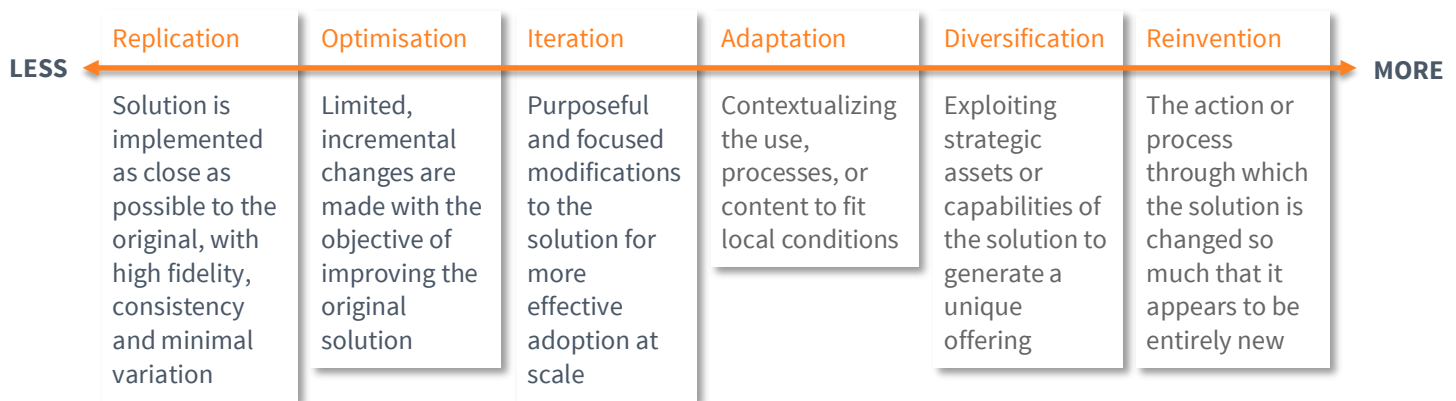 LESS
Replication
Solution is
implemented
as close as
possible to the
original, with
high fidelity,
consistency
and minimal
variation
Optimisation
Limited,
incremental
changes are
made with the
objective of
improving the
original
solution
Iteration
Purposeful
and focused
modifications
to the
solution for
more
effective
adoption at
scale
Adaptation
Contextualizing
the use,
processes, or
content to fit
local conditions
Diversification
Exploiting
strategic
assets or
capabilities of
the solution to
generate a
unique
offering
Reinvention
The action or
process
through which
the solution is
changed so
much that it
appears to be
entirely new
MORE